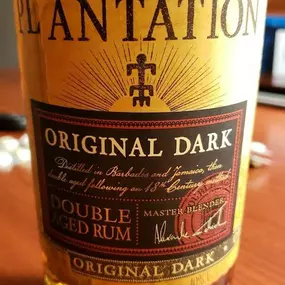 PLANTATION
ORIGINAL DARK
Distilled in Barbados and Jamaica, then
double aged following an 18th Century method.
DOUBLE
AGED RUM
MASTER BLENDER
ORIGINAL DARK